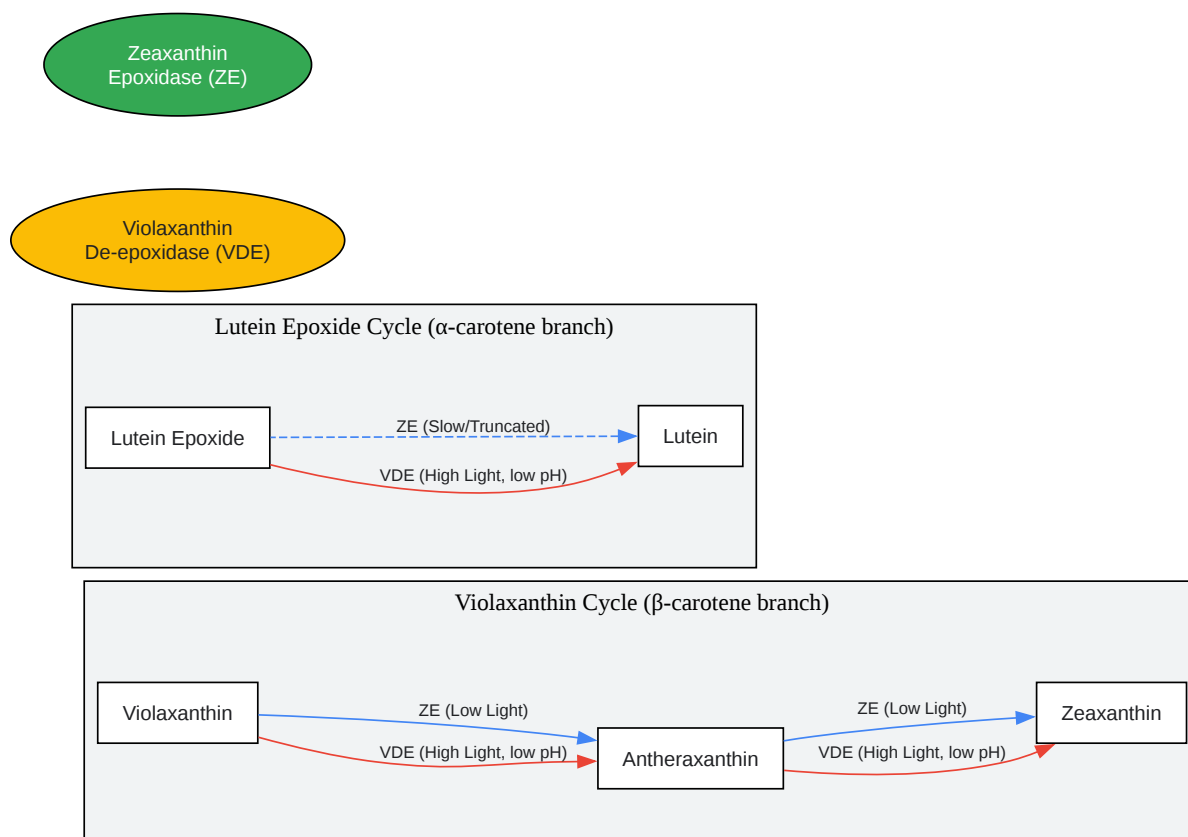 Zeaxanthin
Epoxidase (ZE)
Violaxanthin
De-epoxidase (VDE)
Lutein Epoxide Cycle (α-carotene branch)
Lutein Epoxide
ZE (Slow/Truncated)
VDE (High Light, low pH)
Lutein
Violaxanthin Cycle (β-carotene branch)
Violaxanthin
ZE (Low Light)
VDE (High Light, low pH)
Antheraxanthin
ZE (Low Light)
VDE (High Light, low pH)
Zeaxanthin